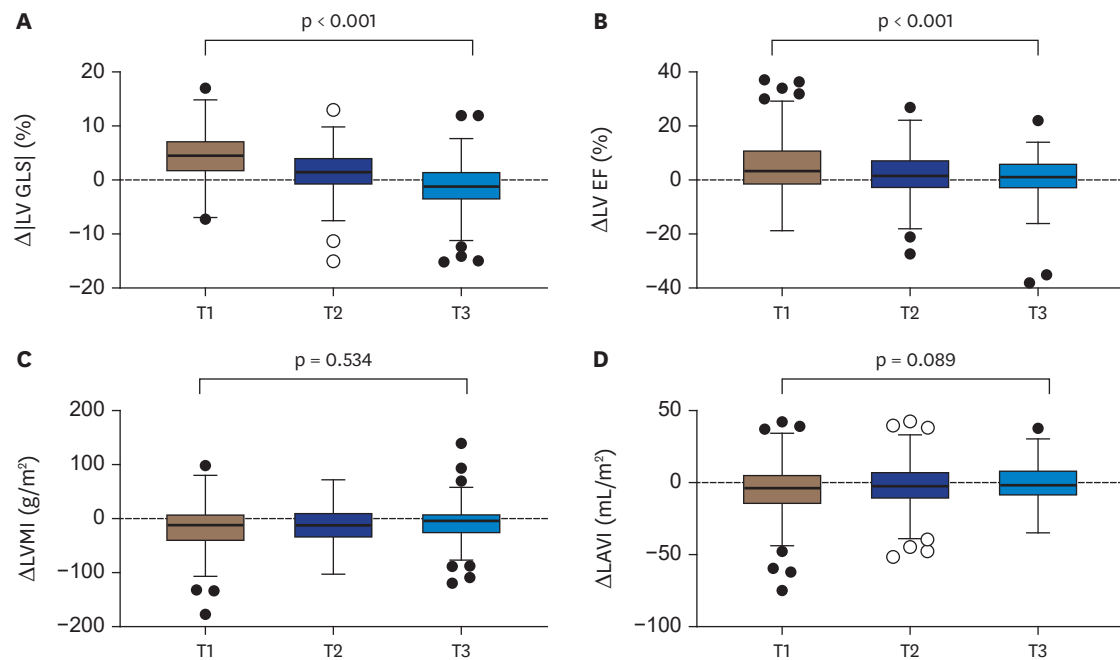 A
p < 0.001
Δ|LV GLS| (%)
20
10
0
−10
−20
T1
T2
T3
B
p < 0.001
ΔLV EF (%)
40
20
0
−20
−40
T1
T2
T3
C
p = 0.534
ΔLVMI (g/m²)
200
100
0
−100
−200
T1
T2
T3
D
p = 0.089
ΔLAVI (mL/m²)
50
0
−50
−100
T1
T2
T3